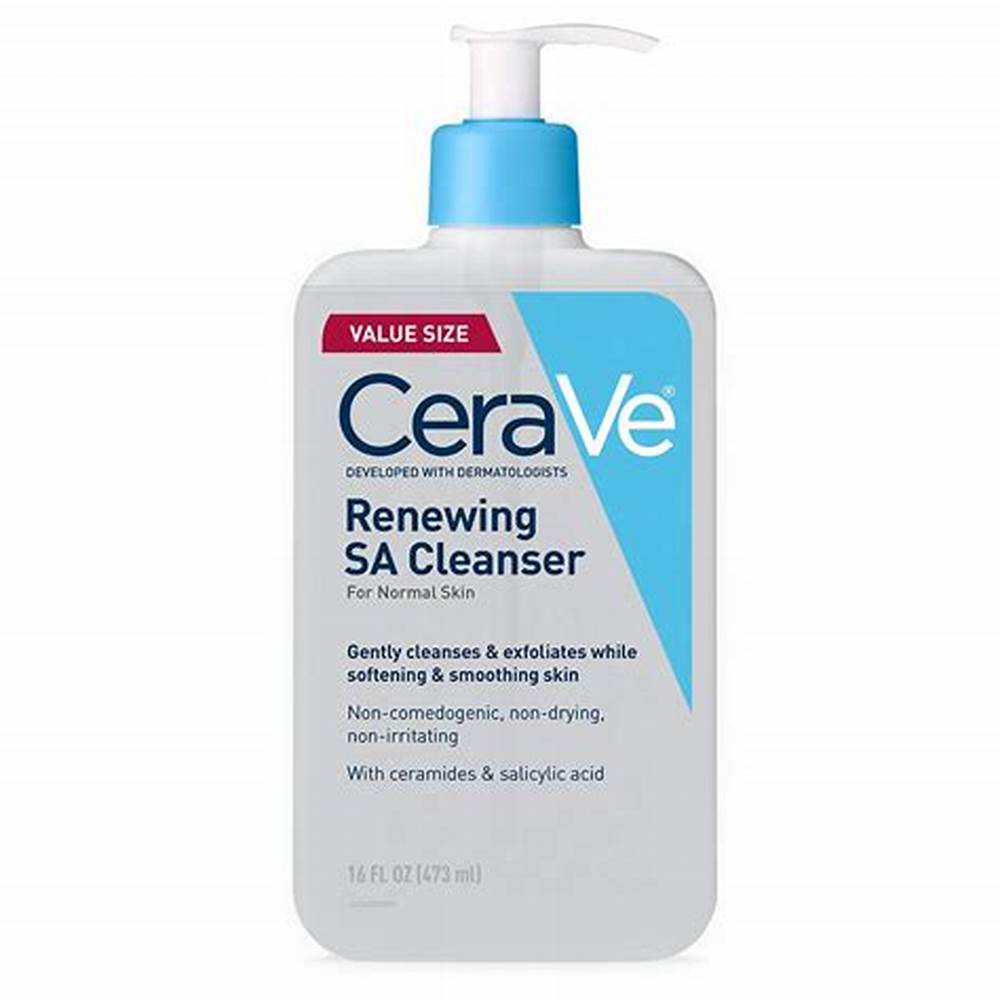 VALUE SIZE
CeraVe®
DEVELOPED WITH DERMATOLOGISTS
Renewing
SA Cleanser
For Normal Skin
Gently cleanses & exfoliates while
softening & smoothing skin
Non-comedogenic, non-drying,
non-irritating
With ceramides & salicylic acid
16 FL OZ (473 ml)